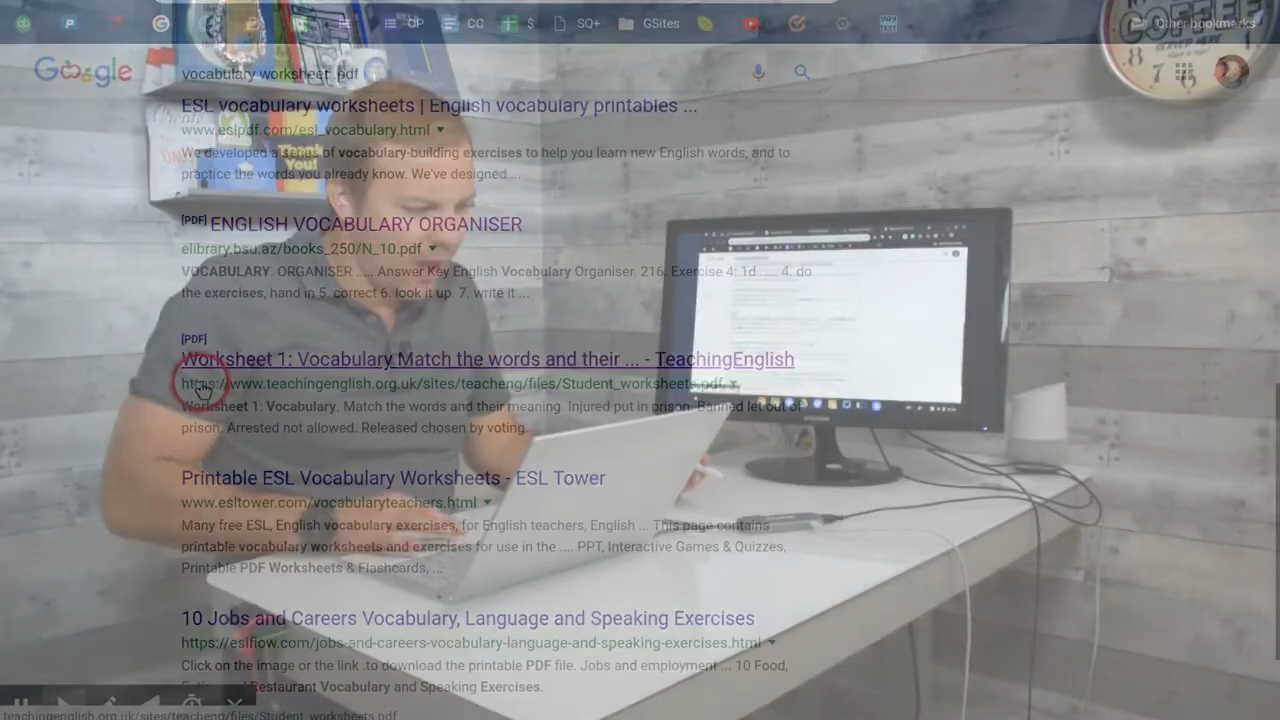 CC
$
SQ+
GSites
Other bookmarks
Google
vocabulary worksheet .pdf
COFFEE
8
7
6
ESL vocabulary worksheets | English vocabulary printables ...
www.eslpdf.com/esl_vocabulary.html
We developed a series of vocabulary-building exercises to help you learn new English words, and to
practice the words you already know. We've designed ...
You!
[PDF] ENGLISH VOCABULARY ORGANISER
elibrary.bsu.az/books_250/N_10.pdf
VOCABULARY. ORGANISER ..... Answer Key English Vocabulary Organiser. 216. Exercise 4: 1d ..... 4. do
the exercises, hand in 5. correct 6. look it up. 7. write it ...
[PDF]
Worksheet 1: Vocabulary Match the words and their ... - TeachingEnglish
https://www.teachingenglish.org.uk/sites/teacheng/files/Student_worksheets.pdf
Worksheet 1: Vocabulary. Match the words and their meaning. Injured put in prison. Banned let out of
prison. Arrested not allowed. Released chosen by voting.
Printable ESL Vocabulary Worksheets - ESL Tower
www.esltower.com/vocabularyteachers.html
Many free ESL, English vocabulary exercises, for English teachers, English ... This page contains
printable vocabulary worksheets and exercises for use in the .... PPT, Interactive Games & Quizzes,
Printable PDF Worksheets & Flashcards, ...
10 Jobs and Careers Vocabulary, Language and Speaking Exercises
https://eslflow.com/jobs-and-careers-vocabulary-language-and-speaking-exercises.html
Click on the image or the link .to download the printable PDF file. Jobs and employment ... 10 Food,
Restaurant Vocabulary and Speaking Exercises.
teachingenglish.org.uk/sites/teacheng/files/Student_worksheets.pdf